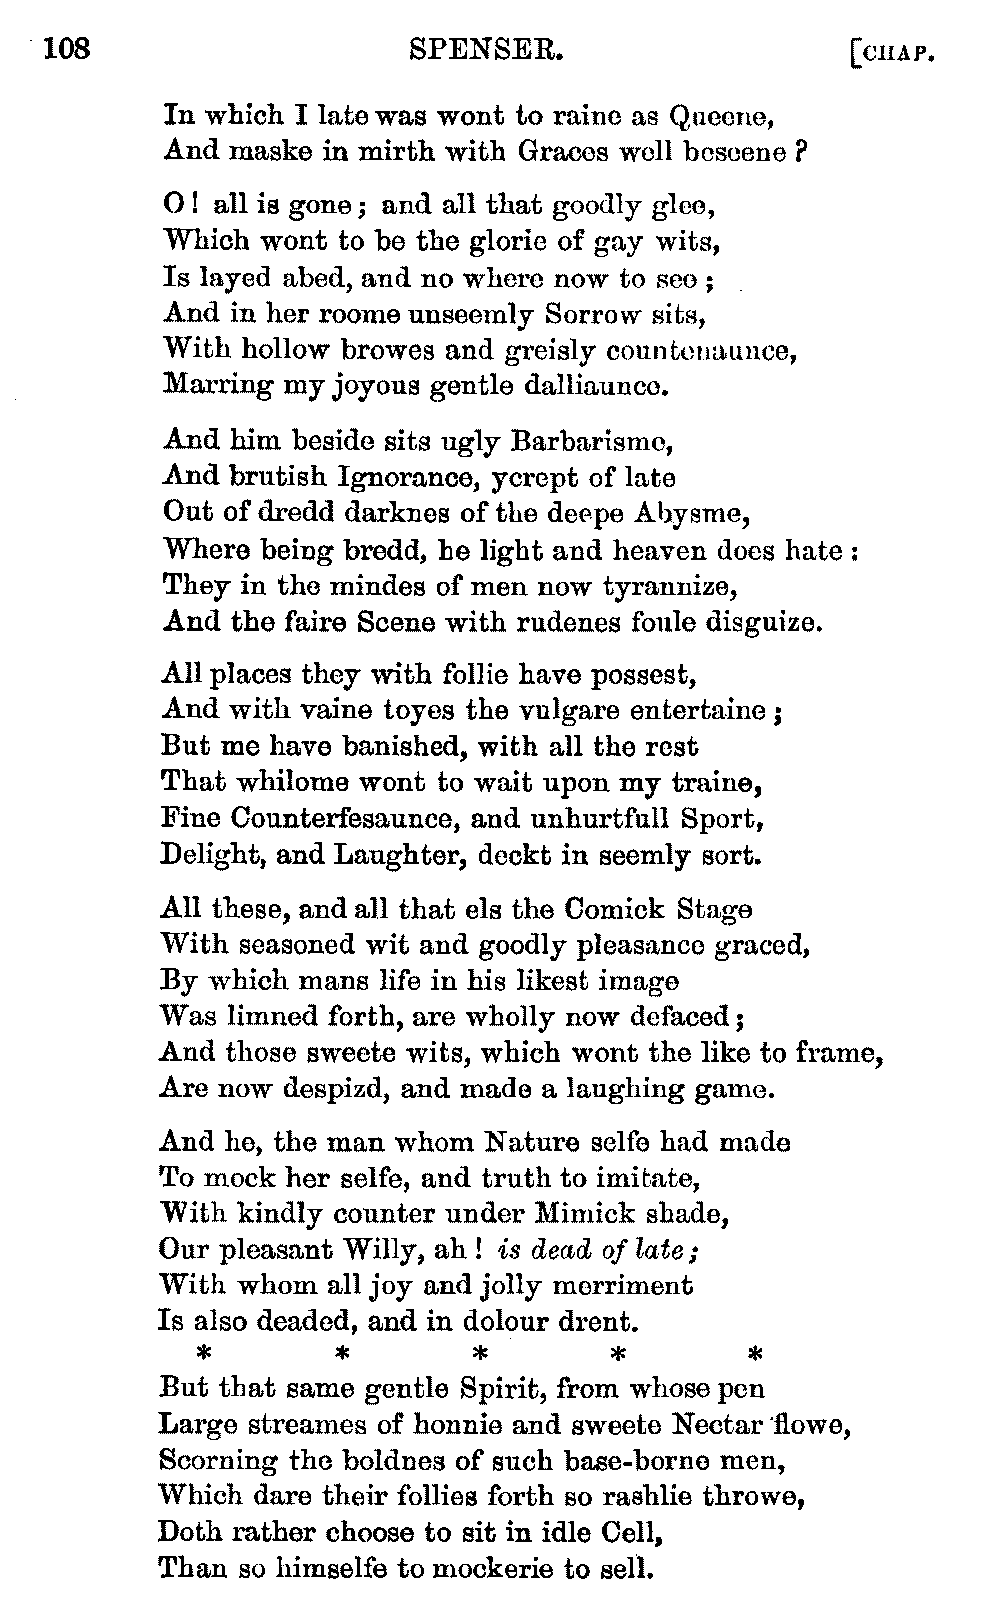 108 SPENSER. [CHAP.
In which I late was wont to raine as Queene,
And maske in mirth with Graces well beseene ?
O! all is gone; and all that goodly glee,
Which wont to be the glorie of gay wits,
Is layed abed, and no where now to see;
And in her roome unseemly Sorrow sits,
With hollow browes and greisly countenaunce,
Marring my joyous gentle dalliaunce.
And him beside sits ugly Barbarisme,
And brutish Ignorance, ycrept of late
Out of dredd darknes of the deepe Abysme,
Where being bredd, he light and heaven does hate :
They in the mindes of men now tyrannize,
And the faire Scene with rudenes foule disguize.
All places they with follie have possest,
And with vaine toyes the vulgare entertaine;
But me have banished, with all the rest
That whilome wont to wait upon my traine,
Fine Counterfesaunce, and unhurtfull Sport,
Delight, and Laughter, deckt in seemly sort.
All these, and all that els the Comick Stage
With seasoned wit and goodly pleasance graced,
By which mans life in his likest image
Was limned forth, are wholly now defaced;
And those sweete wits, which wont the like to frame,
Are now despizd, and made a laughing game.
And he, the man whom Nature selfe had made
To mock her selfe, and truth to imitate,
With kindly counter under Mimick shade,
Our pleasant Willy, ah! is dead of late;
With whom all joy and jolly merriment
Is also deaded, and in dolour drent.
* * * * *
But that same gentle Spirit, from whose pen
Large streames of honnie and sweete Nectar flowe,
Scorning the boldnes of such base-borne men,
Which dare their follies forth so rashlie throwe,
Doth rather choose to sit in idle Cell,
Than so himselfe to mockerie to sell.